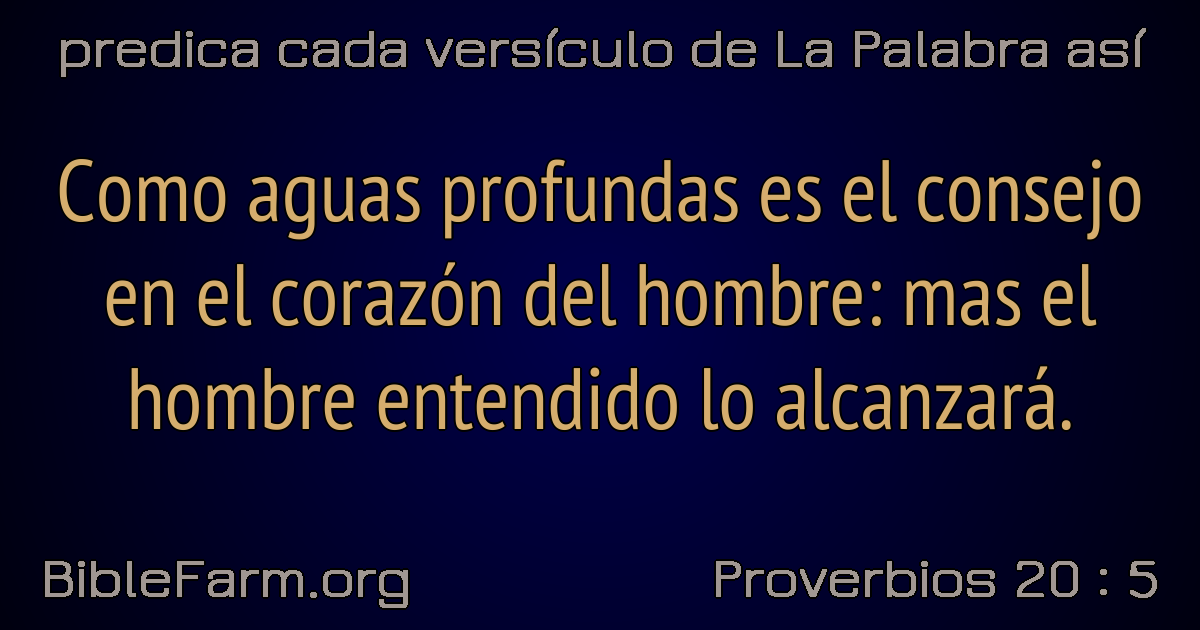 predica cada versículo de La Palabra así
Como aguas profundas es el consejo
en el corazón del hombre: mas el
hombre entendido lo alcanzará.
BibleFarm.org
Proverbios 20 : 5